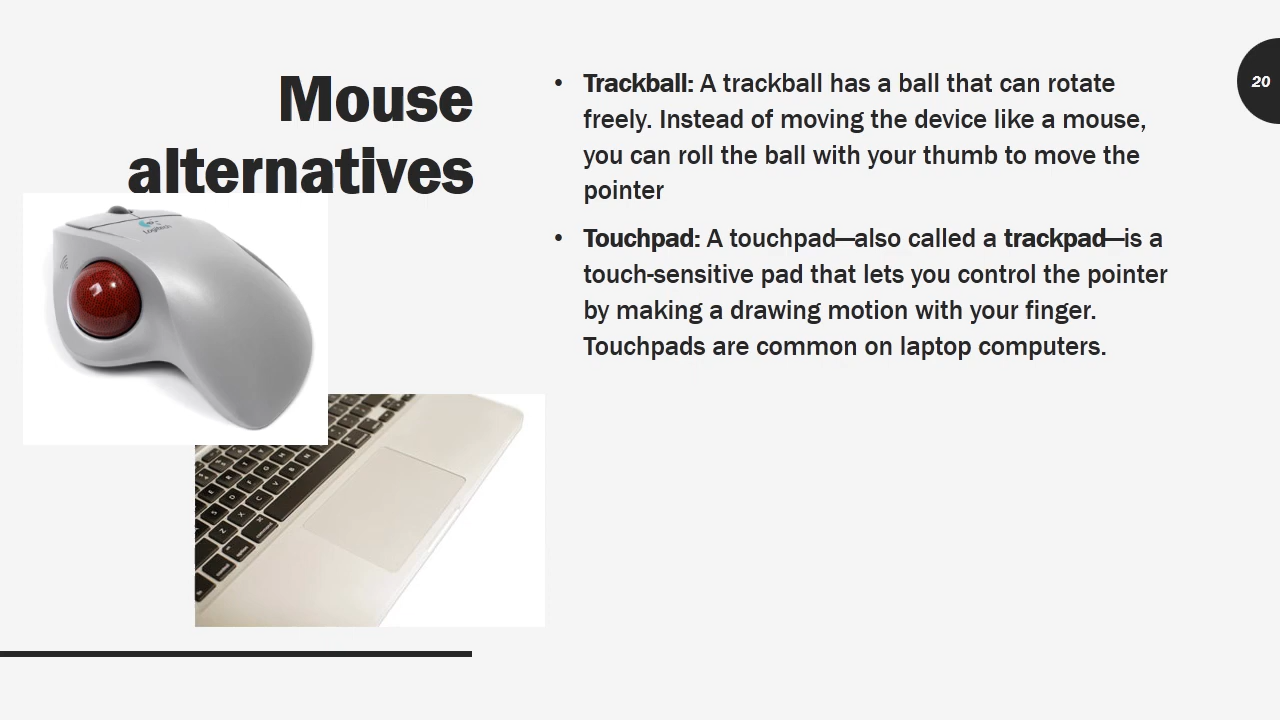 Mouse
alternatives
• Trackball: A trackball has a ball that can rotate
freely. Instead of moving the device like a mouse,
you can roll the ball with your thumb to move the
pointer
• Touchpad: A touchpad—also called a trackpad—is a
touch-sensitive pad that lets you control the pointer
by making a drawing motion with your finger.
Touchpads are common on laptop computers.
20
Logitech